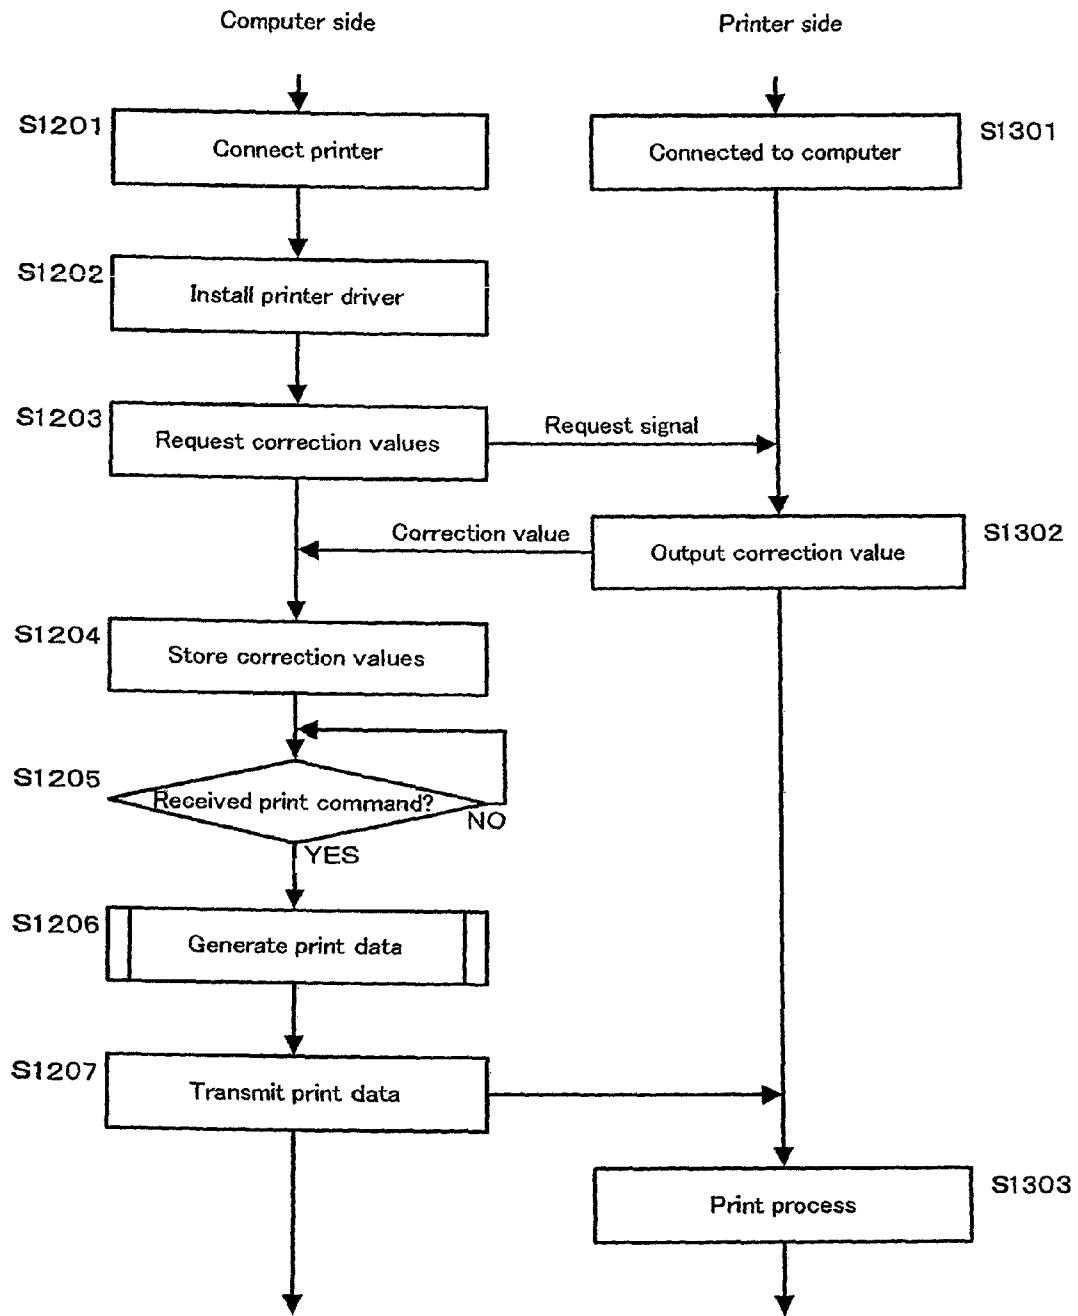 Computer side
Printer side
S1201
Connect printer
Connected to computer
S1301
S1202
Install printer driver
S1203
Request correction values
Request signal
Correction value
Output correction value
S1302
S1204
Store correction values
S1205
Received print command?
NO
YES
S1206
Generate print data
S1207
Transmit print data
Print process
S1303